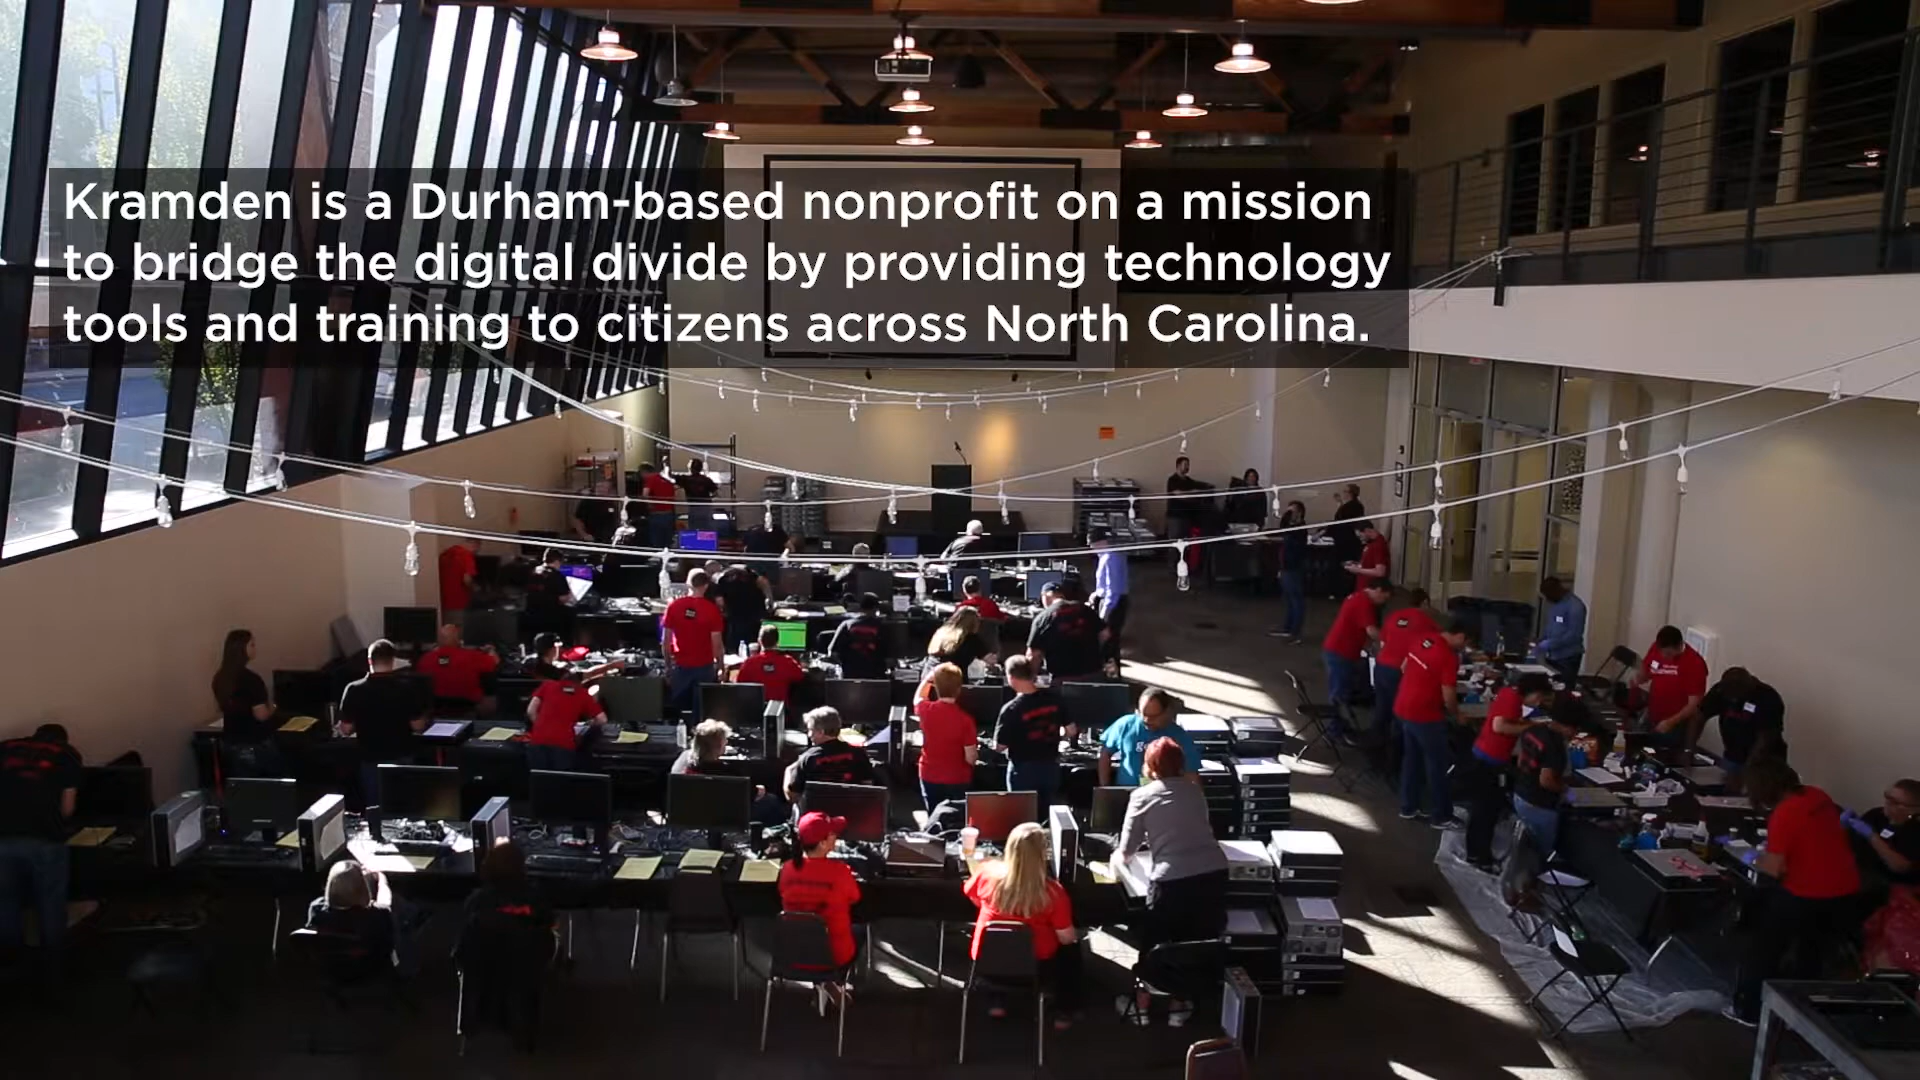 Kramden is a Durham-based nonprofit on a mission
to bridge the digital divide by providing technology
tools and training to citizens across North Carolina.